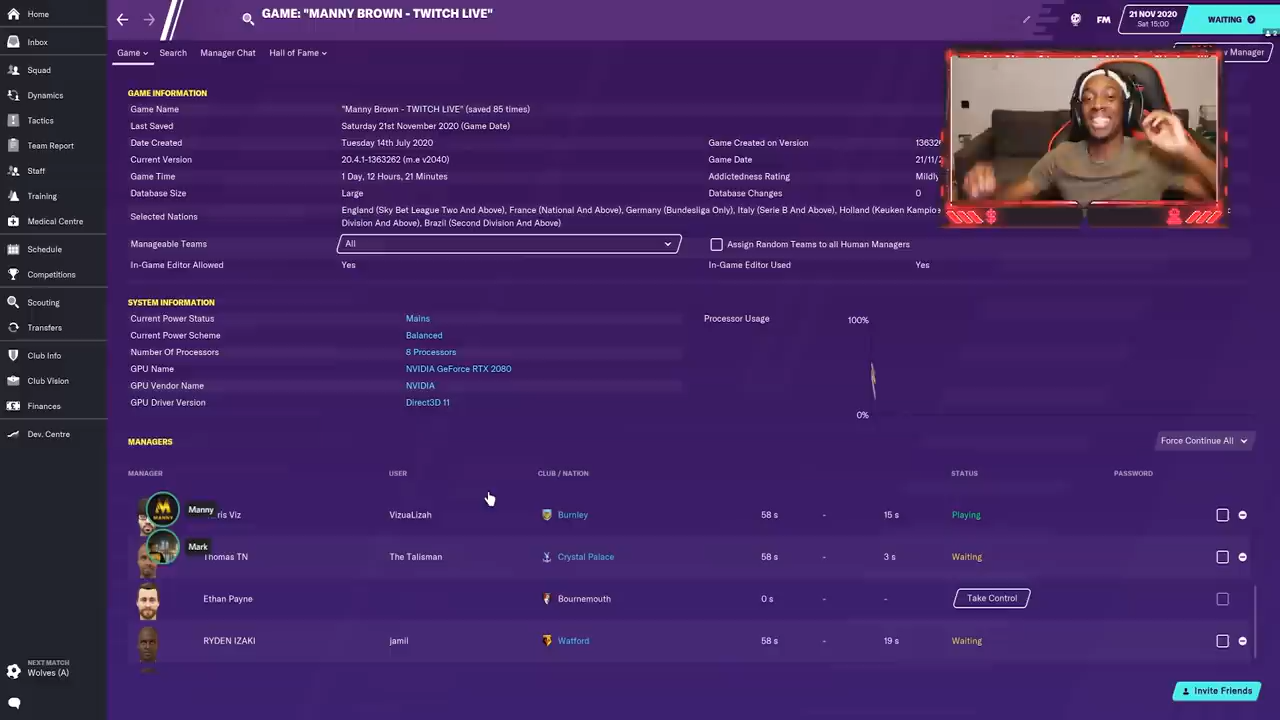 Home
Inbox
Squad
Dynamics
Tactics
Team Report
Staff
Training
Medical Centre
Schedule
Competitions
Scouting
Transfers
Club Info
Club Vision
Finances
Dev. Centre
NEXT MATCH
Wolves (A)
GAME: "MANNY BROWN - TWITCH LIVE"
FM
21 NOV 2020
Sat 15:00
WAITING
2
Game
Search
Manager Chat
Hall of Fame
Manager
GAME INFORMATION
Game Name "Manny Brown - TWITCH LIVE" (saved 85 times)
Last Saved Saturday 21st November 2020 (Game Date)
Date Created Tuesday 14th July 2020 Game Created on Version 13632
Current Version 20.4.1-1363262 (m.e v2040) Game Date 21/11/
Game Time 1 Day, 12 Hours, 21 Minutes Addictedness Rating Mildly
Database Size Large Database Changes 0
Selected Nations England (Sky Bet League Two And Above), France (National And Above), Germany (Bundesliga Only), Italy (Serie B And Above), Holland (Keuken Kampio
Division And Above), Brazil (Second Division And Above)
Manageable Teams All Assign Random Teams to all Human Managers
In-Game Editor Allowed Yes In-Game Editor Used Yes
SYSTEM INFORMATION
Current Power Status Mains Processor Usage 100%
Current Power Scheme Balanced
Number Of Processors 8 Processors
GPU Name NVIDIA GeForce RTX 2080
GPU Vendor Name NVIDIA
GPU Driver Version Direct3D 11
0%
MANAGERS
Force Continue All
MANAGER USER CLUB / NATION STATUS PASSWORD
MANNY
Manny
ris Viz VizuaLizah Burnley 58 s - 15 s Playing
Mark
Thomas TN The Talisman Crystal Palace 58 s - 3 s Waiting
Ethan Payne Bournemouth 0 s - - Take Control
RYDEN IZAKI jamil Watford 58 s - 19 s Waiting
Invite Friends